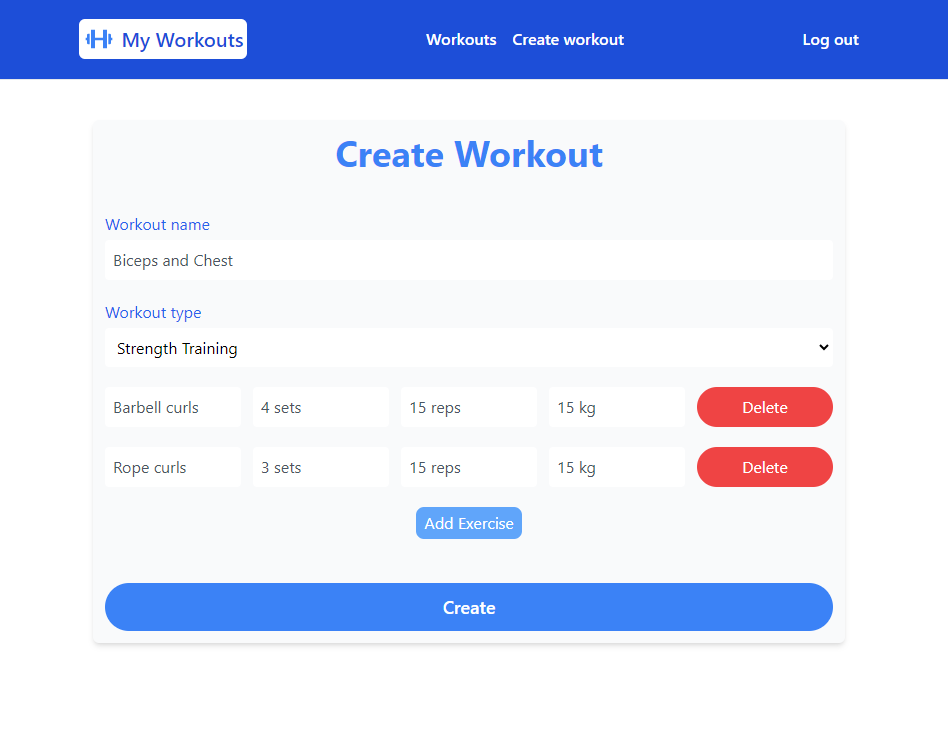 My Workouts
Workouts Create workout
Log out
Create Workout
Workout name
Biceps and Chest
Workout type
Strength Training
Barbell curls 4 sets 15 reps 15 kg Delete
Rope curls 3 sets 15 reps 15 kg Delete
Add Exercise
Create